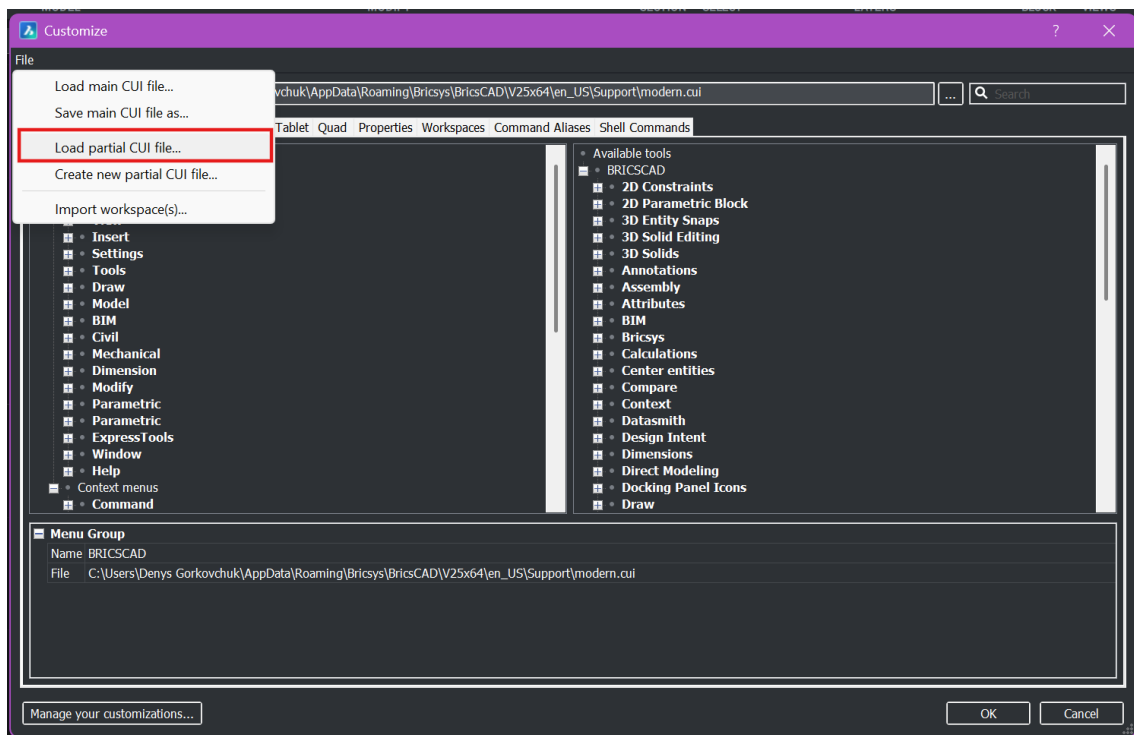 Customize
?
File
Load main CUI file...
Save main CUI file as...
Load partial CUI file...
Create new partial CUI file...
Import workspace(s)...
vchuk\AppData\Roaming\Bricsys\BricsCAD\V25x64\en_US\Support\modern.cui
...
Search
Tablet Quad Properties Workspaces Command Aliases Shell Commands
Insert
Settings
Tools
Draw
Model
BIM
Civil
Mechanical
Dimension
Modify
Parametric
Parametric
ExpressTools
Window
Help
Context menus
Command
Available tools
BRICSCAD
2D Constraints
2D Parametric Block
3D Entity Snaps
3D Solid Editing
3D Solids
Annotations
Assembly
Attributes
BIM
Bricsys
Calculations
Center entities
Compare
Context
Datasmith
Design Intent
Dimensions
Direct Modeling
Docking Panel Icons
Draw
Menu Group
Name BRICSCAD
File C:\Users\Denys Gorkovchuk\AppData\Roaming\Bricsys\BricsCAD\V25x64\en_US\Support\modern.cui
Manage your customizations...
OK
Cancel